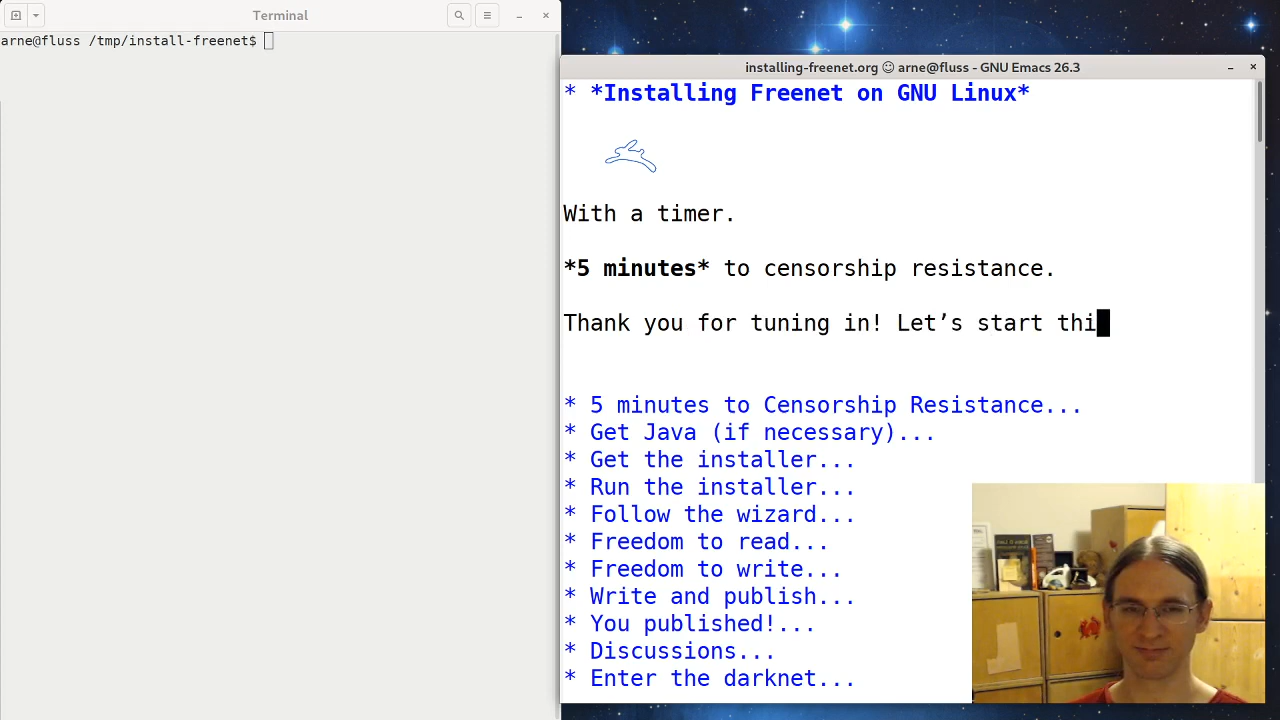 Terminal
arne@fluss /tmp/install-freenet$
installing-freenet.org ☺ arne@fluss - GNU Emacs 26.3
* *Installing Freenet on GNU Linux*
With a timer.
*5 minutes* to censorship resistance.
Thank you for tuning in! Let’s start thi
* 5 minutes to Censorship Resistance...
* Get Java (if necessary)...
* Get the installer...
* Run the installer...
* Follow the wizard...
* Freedom to read...
* Freedom to write...
* Write and publish...
* You published!...
* Discussions...
* Enter the darknet...